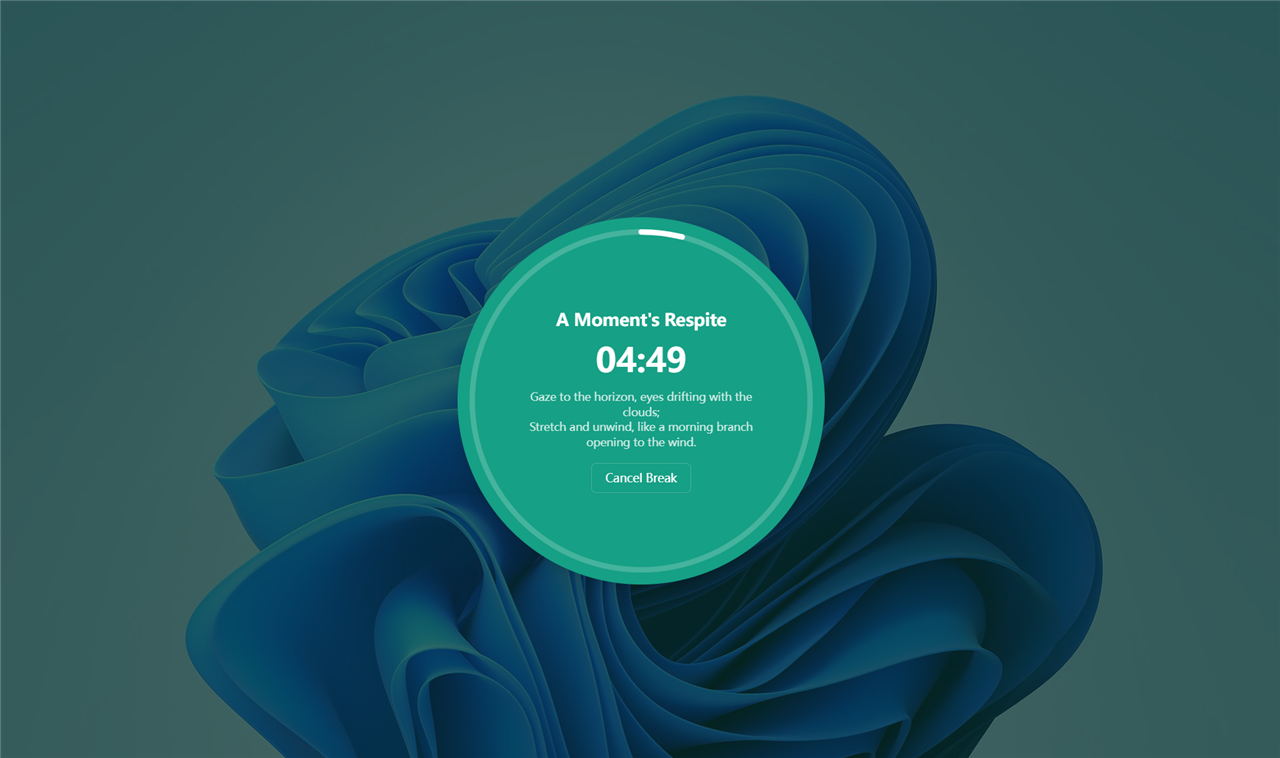 A Moment's Respite
04:49
Gaze to the horizon, eyes drifting with the
clouds;
Stretch and unwind, like a morning branch
opening to the wind.
Cancel Break